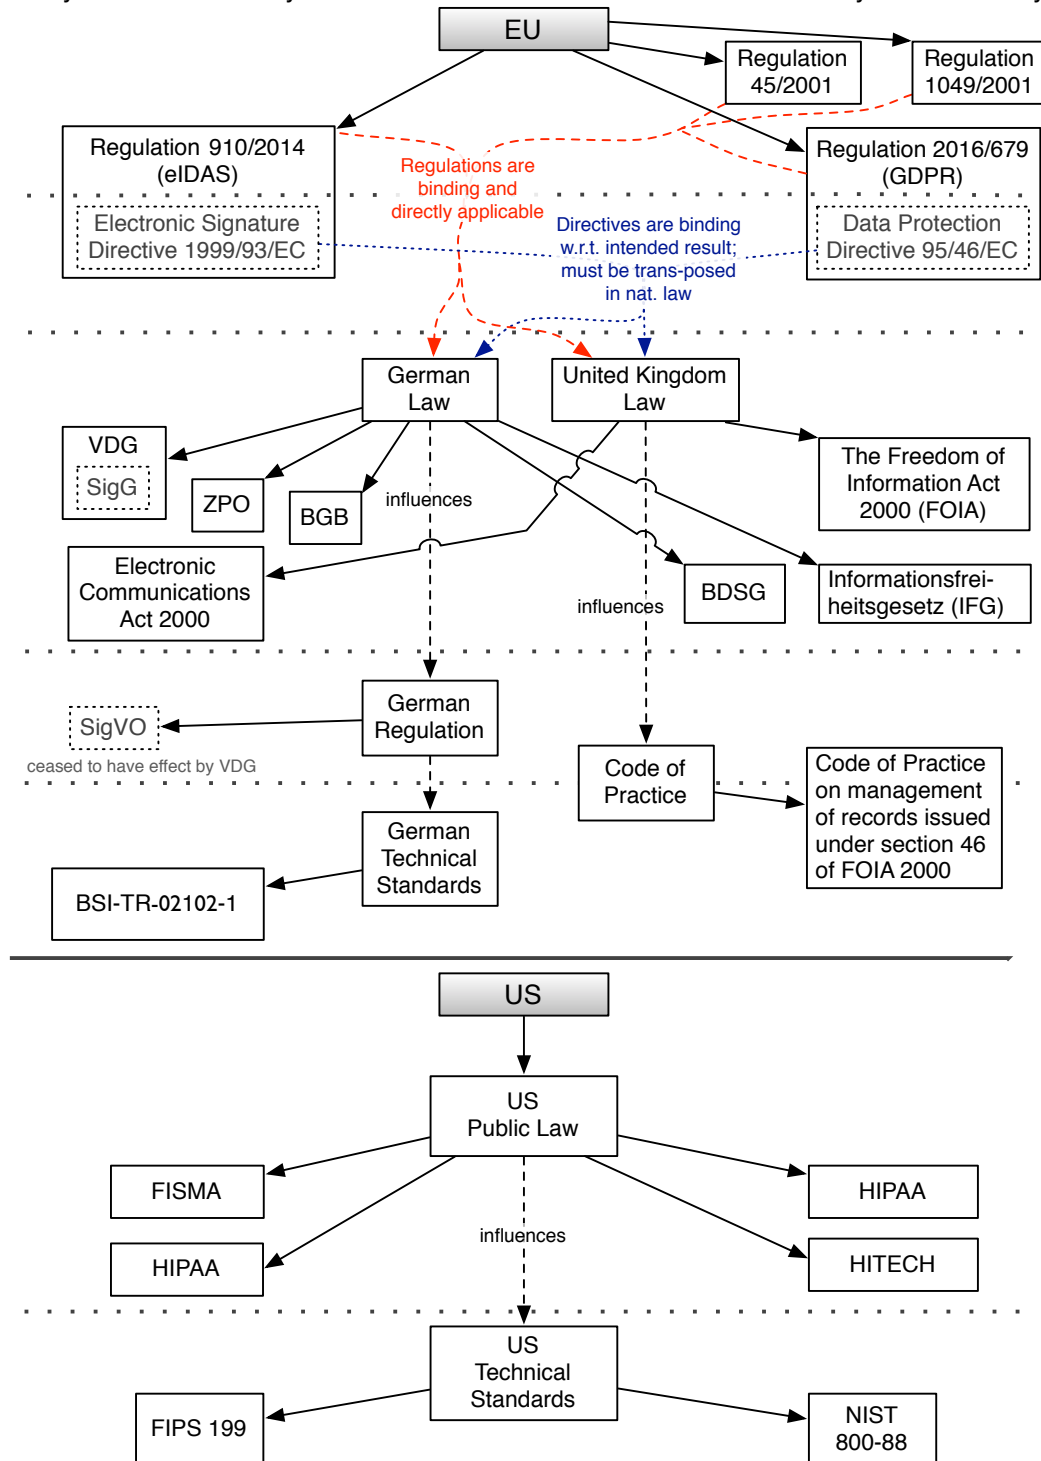 EU
Regulation
45/2001
Regulation
1049/2001
Regulation 910/2014
(eIDAS)
Electronic Signature
Directive 1999/93/EC
Regulations are
binding and
directly applicable
Regulation 2016/679
(GDPR)
Data Protection
Directive 95/46/EC
Directives are binding
w.r.t. intended result;
must be trans-posed
in nat. law
German
Law
United Kingdom
Law
VDG
SigG
ZPO
BGB
influences
The Freedom of
Information Act
2000 (FOIA)
Electronic
Communications
Act 2000
influences
BDSG
Informationsfrei-
heitsgesetz (IFG)
German
Regulation
SigVO
ceased to have effect by VDG
Code of
Practice
Code of Practice
on management
of records issued
under section 46
of FOIA 2000
German
Technical
Standards
BSI-TR-02102-1
US
US
Public Law
FISMA
HIPAA
influences
HIPAA
HITECH
US
Technical
Standards
FIPS 199
NIST
800-88